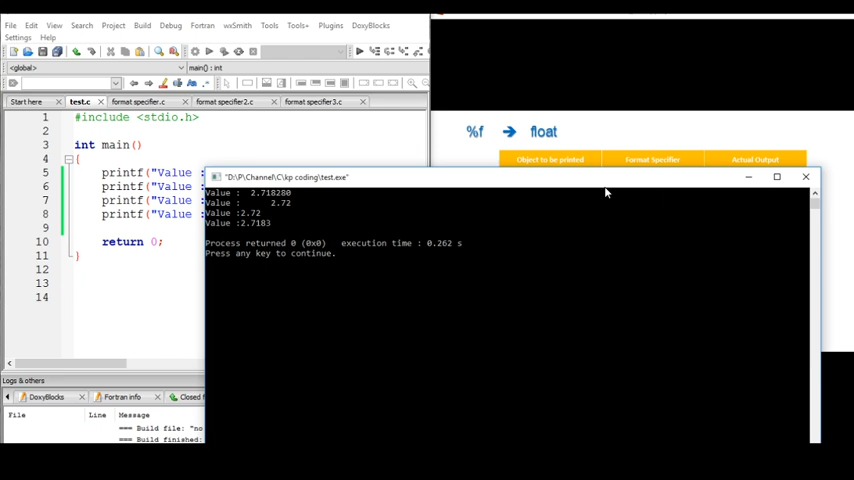 File Edit View Search Project Build Debug Fortran wxSmith Tools Tools+ Plugins DoxyBlocks
Settings Help
<global> main() : int
Start here test.c format specifier.c format specifier2.c format specifier3.c
1 #include <stdio.h>
2
3 int main()
4 {
5 printf("Value :
6 printf("Value :
7 printf("Value :
8 printf("Value :
9
10 return 0;
11 }
12
13
14
%f → float
Object to be printed Format Specifier Actual Output
"D:\P\Channel\C\kp coding\test.exe"
Value :  2.718280
Value :      2.72
Value :2.72
Value :2.7183
Process returned 0 (0x0)   execution time : 0.262 s
Press any key to continue.
Logs & others
DoxyBlocks Fortran info Closed f
File Line Message
=== Build file: "no
=== Build finished: